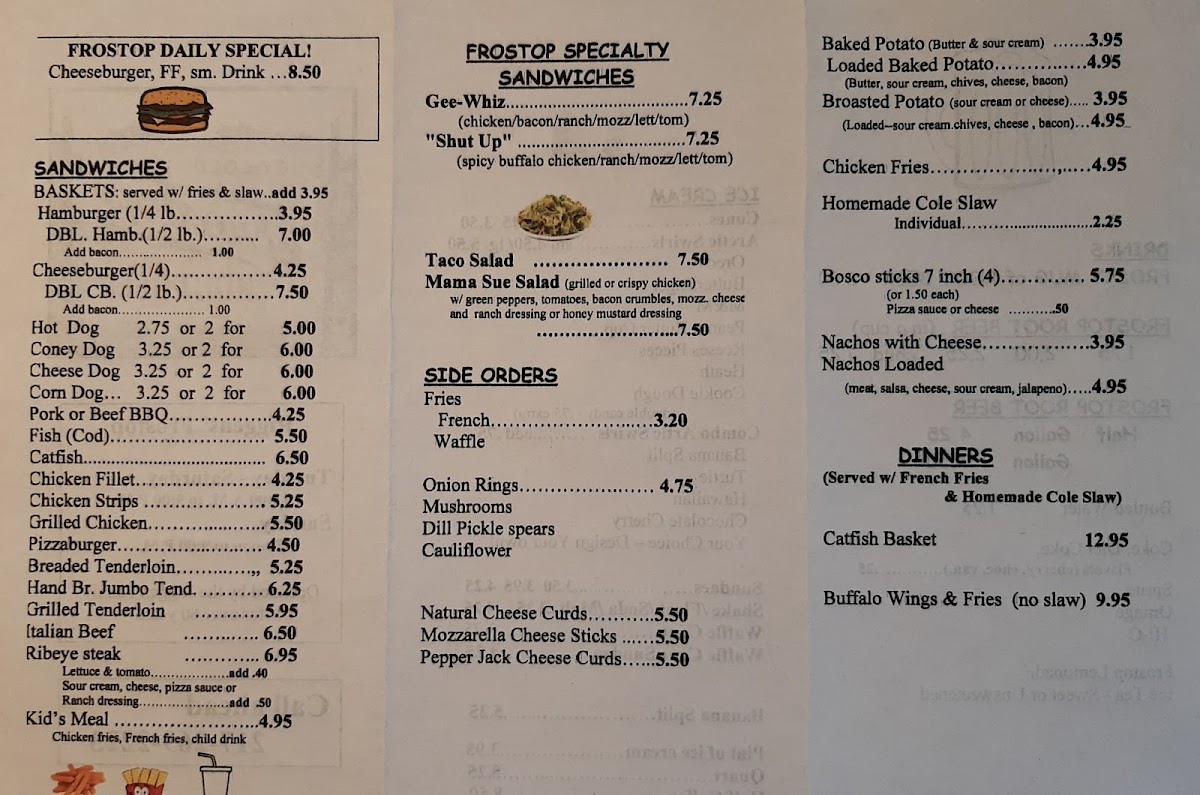 FROSTOP DAILY SPECIAL!
Cheeseburger, FF, sm. Drink ...8.50
SANDWICHES
BASKETS: served w/ fries & slaw..add 3.95
Hamburger (1/4 lb..................3.95
DBL. Hamb.(1/2 lb.).......... 7.00
Add bacon...................... 1.00
Cheeseburger(1/4)..................4.25
DBL CB. (1/2 lb.)................7.50
Add bacon...................... 1.00
Hot Dog 2.75 or 2 for 5.00
Coney Dog 3.25 or 2 for 6.00
Cheese Dog 3.25 or 2 for 6.00
Corn Dog... 3.25 or 2 for 6.00
Pork or Beef BBQ..................4.25
Fish (Cod)............................ 5.50
Catfish..................................... 6.50
Chicken Fillet.......................4.25
Chicken Strips ..................... 5.25
Grilled Chicken.....................5.50
Pizzaburger......................... 4.50
Breaded Tenderloin..........,,, 5.25
Hand Br. Jumbo Tend. ............ 6.25
Grilled Tenderloin ............ 5.95
Italian Beef ............. 6.50
Ribeye steak ............. 6.95
Lettuce & tomato...................add .40
Sour cream, cheese, pizza sauce or
Ranch dressing......................add .50
Kid's Meal .........................4.95
Chicken fries, French fries, child drink
FROSTOP SPECIALTY
SANDWICHES
Gee-Whiz.....................................7.25
(chicken/bacon/ranch/mozz/lett/tom)
"Shut Up" ..................................7.25
(spicy buffalo chicken/ranch/mozz/lett/tom)
Taco Salad ........................ 7.50
Mama Sue Salad (grilled or crispy chicken)
w/ green peppers, tomatoes, bacon crumbles, mozz. cheese
and ranch dressing or honey mustard dressing
.........................7.50
SIDE ORDERS
Fries
French.............................3.20
Waffle
Onion Rings......................... 4.75
Mushrooms
Dill Pickle spears
Cauliflower
Natural Cheese Curds............5.50
Mozzarella Cheese Sticks ......5.50
Pepper Jack Cheese Curds......5.50
Baked Potato (Butter & sour cream) .......3.95
Loaded Baked Potato................4.95
(Butter, sour cream, chives, cheese, bacon)
Broasted Potato (sour cream or cheese)..... 3.95
(Loaded--sour cream.chives, cheese , bacon)...4.95
Chicken Fries.......................,,....4.95
Homemade Cole Slaw
Individual.................................2.25
Bosco sticks 7 inch (4)............... 5.75
(or 1.50 each)
Pizza sauce or cheese ...........50
Nachos with Cheese...................3.95
Nachos Loaded
(meat, salsa, cheese, sour cream, jalapeno).....4.95
DINNERS
(Served w/ French Fries
& Homemade Cole Slaw)
Catfish Basket 12.95
Buffalo Wings & Fries (no slaw) 9.95